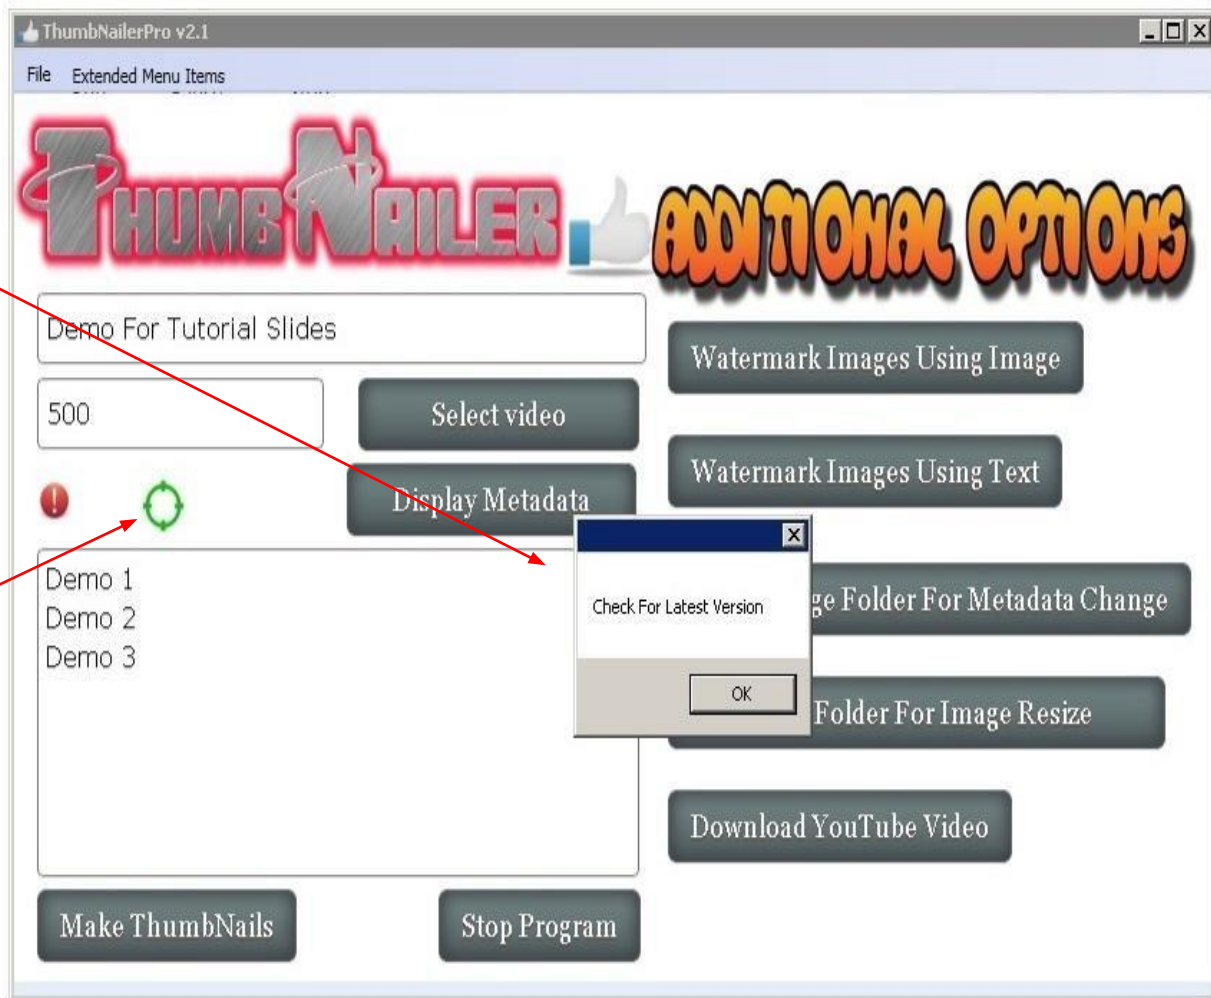 ThumbNailerPro v2.1
File Extended Menu Items
THUMBNAILER
ADDITIONAL OPTIONS
Demo For Tutorial Slides
Watermark Images Using Image
500
Select video
Watermark Images Using Text
Display Metadata
Demo 1
Demo 2
Demo 3
Check For Latest Version
OK
Folder For Metadata Change
Folder For Image Resize
Download YouTube Video
Make ThumbNails
Stop Program